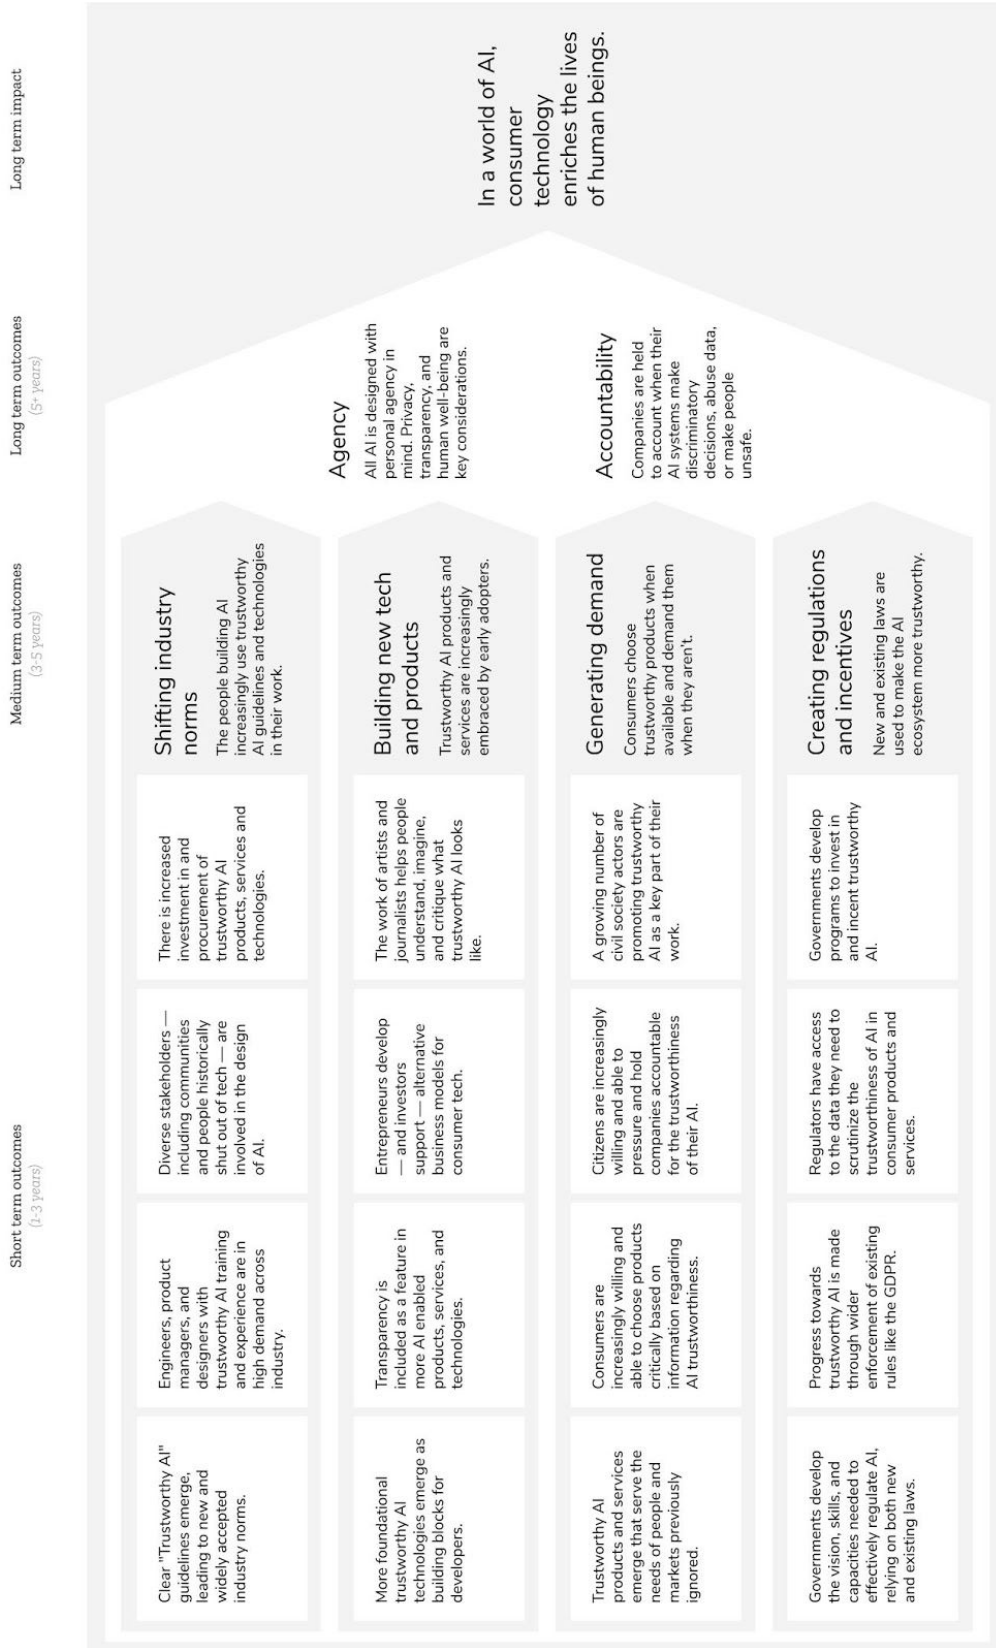 Short term outcomes
(1-3 years)
Medium term outcomes
(3-5 years)
Long term outcomes
(5+ years)
Long term impact
Clear "Trustworthy AI"
guidelines emerge,
leading to new and
widely accepted
industry norms.
Engineers, product
managers, and
designers with
trustworthy AI training
and experience are in
high demand across
industry.
Diverse stakeholders —
including communities
and people historically
shut out of tech — are
involved in the design
of AI.
There is increased
investment in and
procurement of
trustworthy AI
products, services and
technologies.
Shifting industry
norms
The people building AI
increasingly use trustworthy
AI guidelines and technologies
in their work.
More foundational
trustworthy AI
technologies emerge as
building blocks for
developers.
Transparency is
included as a feature in
more AI enabled
products, services, and
technologies.
Entrepreneurs develop
— and investors
support — alternative
business models for
consumer tech.
The work of artists and
journalists helps people
understand, imagine,
and critique what
trustworthy AI looks
like.
Building new tech
and products
Trustworthy AI products and
services are increasingly
embraced by early adopters.
Trustworthy AI
products and services
emerge that serve the
needs of people and
markets previously
ignored.
Consumers are
increasingly willing and
able to choose products
critically based on
information regarding
AI trustworthiness.
Citizens are increasingly
willing and able to
pressure and hold
companies accountable
for the trustworthiness
of their AI.
A growing number of
civil society actors are
promoting trustworthy
AI as a key part of their
work.
Generating demand
Consumers choose
trustworthy products when
available and demand them
when they aren't.
Governments develop
the vision, skills, and
capacities needed to
effectively regulate AI,
relying on both new
and existing laws.
Progress towards
trustworthy AI is made
through wider
enforcement of existing
rules like the GDPR.
Regulators have access
to the data they need to
scrutinize the
trustworthiness of AI in
consumer products and
services.
Governments develop
programs to invest in
and incent trustworthy
AI.
Creating regulations
and incentives
New and existing laws are
used to make the AI
ecosystem more trustworthy.
Agency
All AI is designed with
personal agency in
mind. Privacy,
transparency, and
human well-being are
key considerations.
Accountability
Companies are held
to account when their
AI systems make
discriminatory
decisions, abuse data,
or make people
unsafe.
In a world of AI,
consumer
technology
enriches the lives
of human beings.